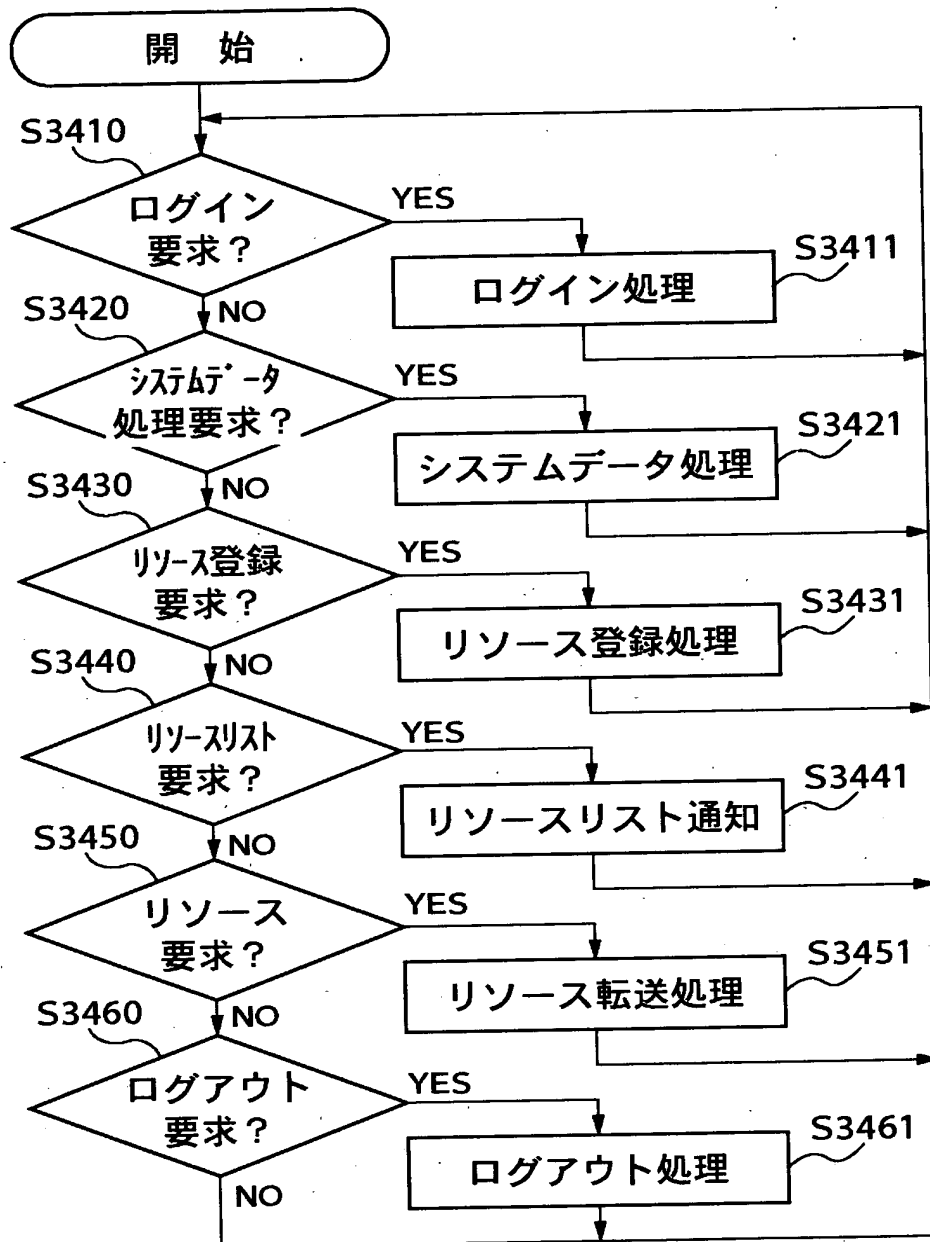 開 始
S3410
ログイン
要求？
YES
S3411
ログイン処理
NO
S3420
ｼｽﾃﾑﾃﾞｰﾀ
処理要求？
YES
S3421
システムデータ処理
NO
S3430
ﾘｿｰｽ登録
要求？
YES
S3431
リソース登録処理
NO
S3440
ﾘｿｰｽﾘｽﾄ
要求？
YES
S3441
リソースリスト通知
NO
S3450
リソース
要求？
YES
S3451
リソース転送処理
NO
S3460
ログアウト
要求？
YES
S3461
ログアウト処理
NO